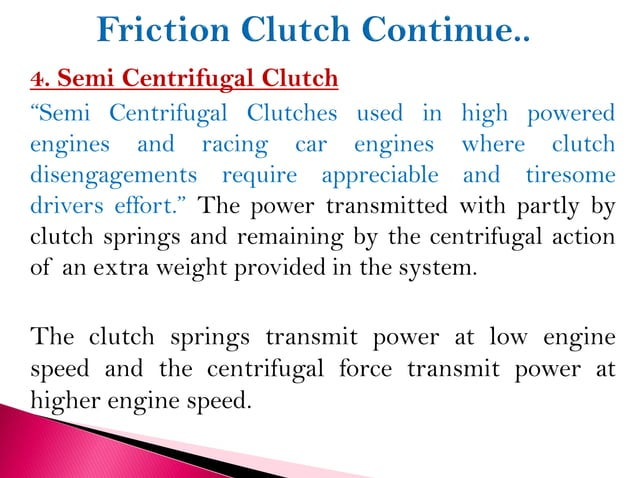 Friction Clutch Continue..
4. Semi Centrifugal Clutch
“Semi Centrifugal Clutches used in high powered
engines and racing car engines where clutch
disengagements require appreciable and tiresome
drivers effort.” The power transmitted with partly by
clutch springs and remaining by the centrifugal action
of an extra weight provided in the system.
The clutch springs transmit power at low engine
speed and the centrifugal force transmit power at
higher engine speed.